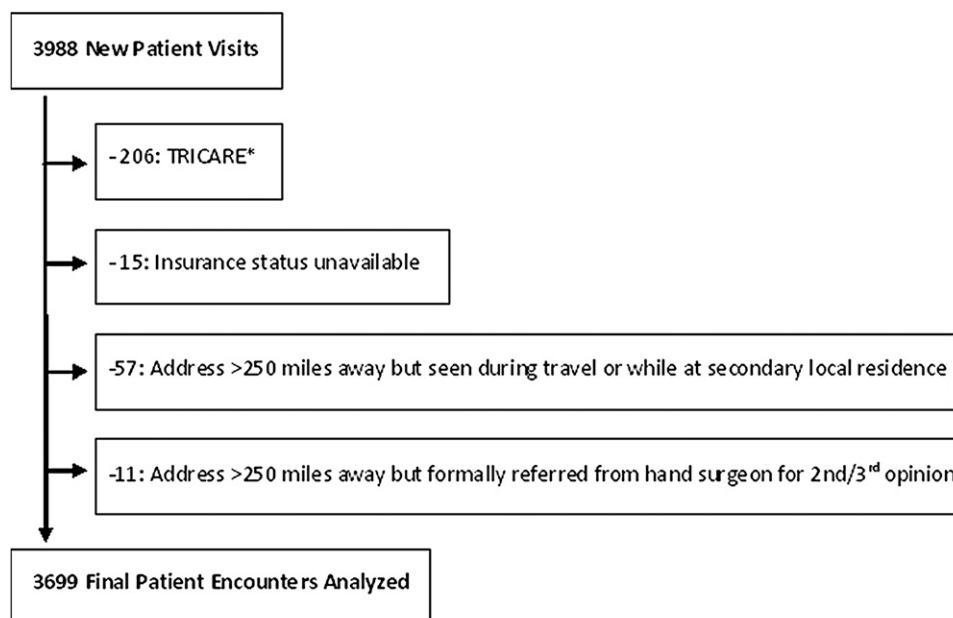 3988 New Patient Visits
-206: TRICARE*
-15: Insurance status unavailable
-57: Address >250 miles away but seen during travel or while at secondary local residence
-11: Address >250 miles away but formally referred from hand surgeon for 2nd/3rd opinion
3699 Final Patient Encounters Analyzed